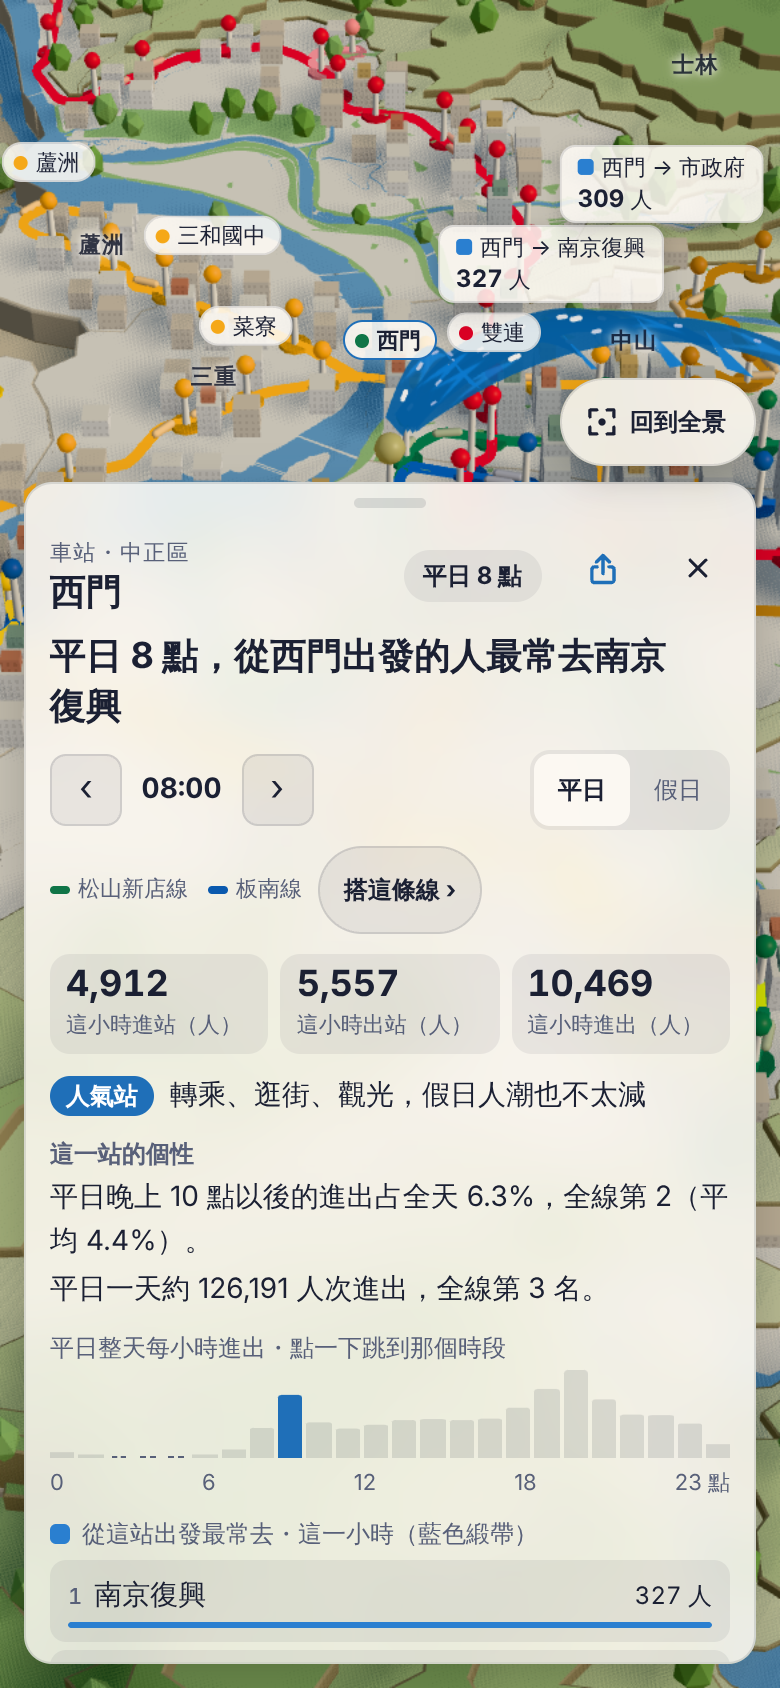 士林
蘆洲
西門 → 市政府
309 人
蘆洲
三和國中
西門 → 南京復興
327 人
菜寮
西門
雙連
中山
三重
回到全景
車站・中正區
西門
平日 8 點
平日 8 點，從西門出發的人最常去南京
復興
‹ 08:00 ›
平日 假日
松山新店線 板南線 搭這條線 ›
4,912 5,557 10,469
這小時進站（人） 這小時出站（人） 這小時進出（人）
人氣站 轉乘、逛街、觀光，假日人潮也不太減
這一站的個性
平日晚上 10 點以後的進出占全天 6.3%，全線第 2（平
均 4.4%）。
平日一天約 126,191 人次進出，全線第 3 名。
平日整天每小時進出・點一下跳到那個時段
0 6 12 18 23 點
從這站出發最常去・這一小時（藍色緞帶）
1 南京復興 327 人